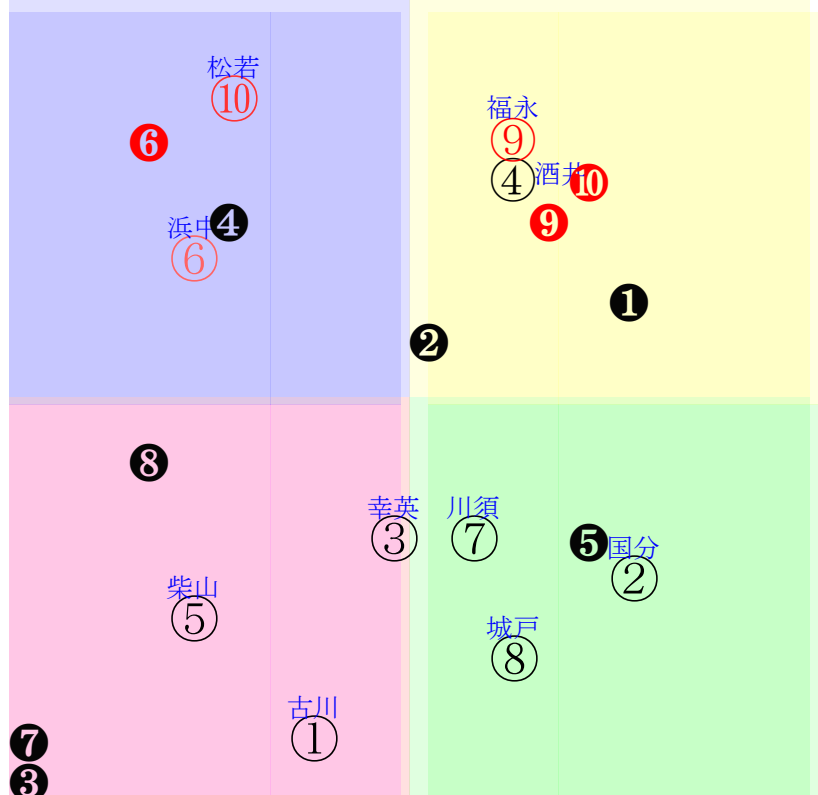 松若
⑩
❻
福永
⑨
④
酒井
❿
❾
浜中
❹
⑥
❶
❷
❽
幸英
③
川須
⑦
❺
国分
②
柴山
⑤
城戸
⑧
古川
①
❼
❸